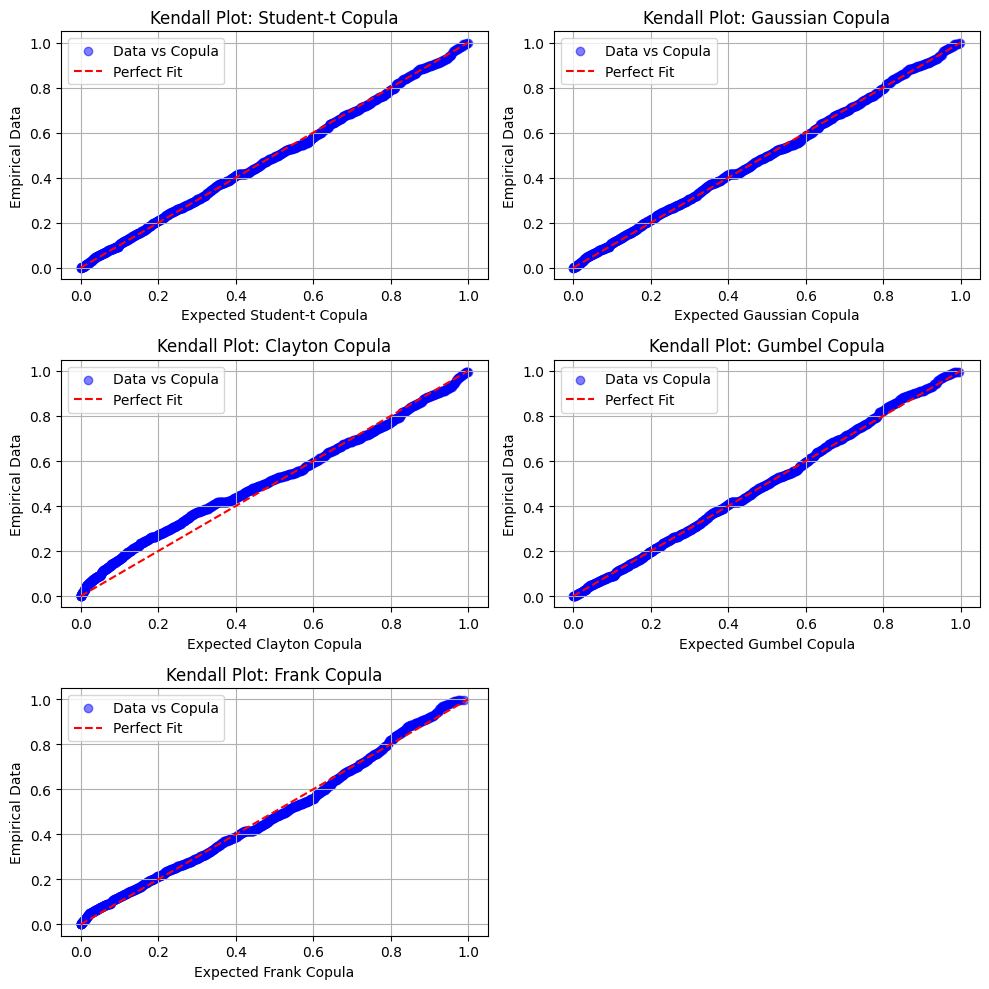 Kendall Plot: Student-t Copula
Data vs Copula
Perfect Fit
Empirical Data
1.0
0.8
0.6
0.4
0.2
0.0
0.0 0.2 0.4 0.6 0.8 1.0
Expected Student-t Copula
Kendall Plot: Gaussian Copula
Data vs Copula
Perfect Fit
Empirical Data
1.0
0.8
0.6
0.4
0.2
0.0
0.0 0.2 0.4 0.6 0.8 1.0
Expected Gaussian Copula
Kendall Plot: Clayton Copula
Data vs Copula
Perfect Fit
Empirical Data
1.0
0.8
0.6
0.4
0.2
0.0
0.0 0.2 0.4 0.6 0.8 1.0
Expected Clayton Copula
Kendall Plot: Gumbel Copula
Data vs Copula
Perfect Fit
Empirical Data
1.0
0.8
0.6
0.4
0.2
0.0
0.0 0.2 0.4 0.6 0.8 1.0
Expected Gumbel Copula
Kendall Plot: Frank Copula
Data vs Copula
Perfect Fit
Empirical Data
1.0
0.8
0.6
0.4
0.2
0.0
0.0 0.2 0.4 0.6 0.8 1.0
Expected Frank Copula